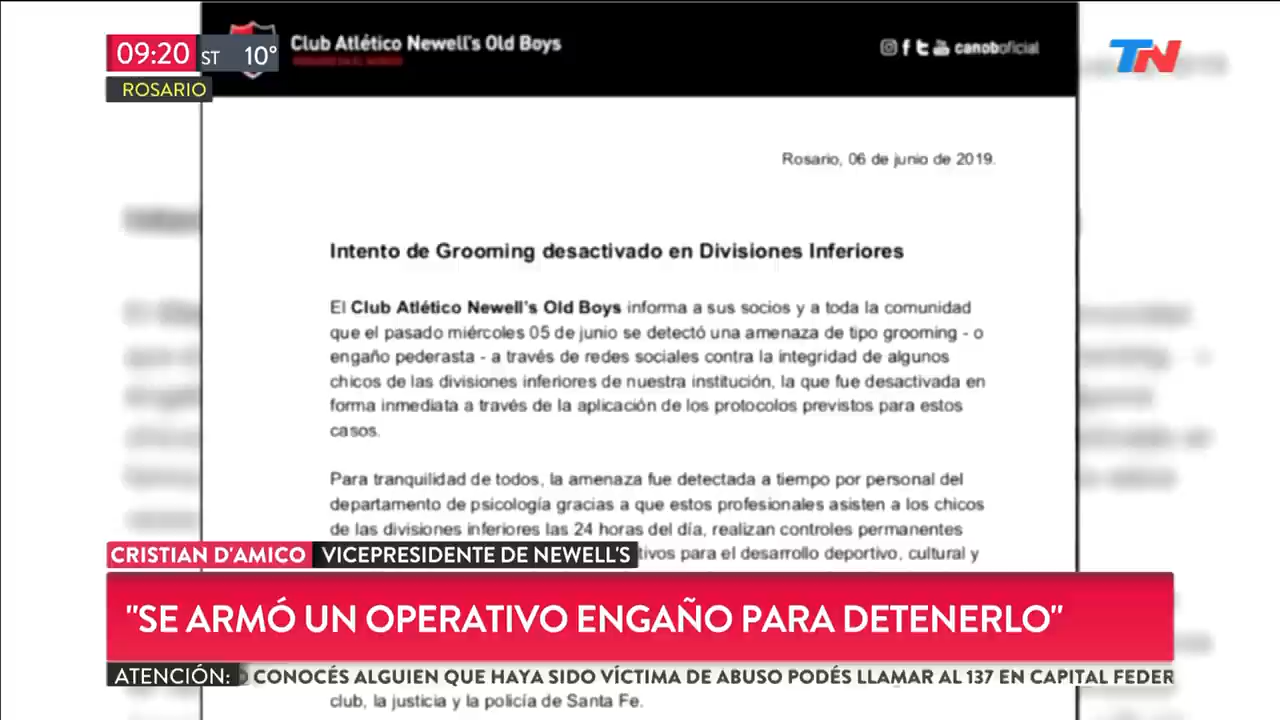 09:20 ST 10°
ROSARIO
Club Atlético Newell's Old Boys
canoboficial
TN
Rosario, 06 de junio de 2019.
Intento de Grooming desactivado en Divisiones Inferiores
El Club Atlético Newell's Old Boys informa a sus socios y a toda la comunidad
que el pasado miércoles 05 de junio se detectó una amenaza de tipo grooming - o
engaño pederasta - a través de redes sociales contra la integridad de algunos
chicos de las divisiones inferiores de nuestra institución, la que fue desactivada en
forma inmediata a través de la aplicación de los protocolos previstos para estos
casos.
Para tranquilidad de todos, la amenaza fue detectada a tiempo por personal del
departamento de psicología gracias a que estos profesionales asisten a los chicos
de las divisiones inferiores las 24 horas del día, realizan controles permanentes
tivos para el desarrollo deportivo, cultural y
CRISTIAN D'AMICO VICEPRESIDENTE DE NEWELL'S
"SE ARMÓ UN OPERATIVO ENGAÑO PARA DETENERLO"
ATENCIÓN: CONOCÉS ALGUIEN QUE HAYA SIDO VÍCTIMA DE ABUSO PODÉS LLAMAR AL 137 EN CAPITAL FEDER
club, la justicia y la policía de Santa Fe.